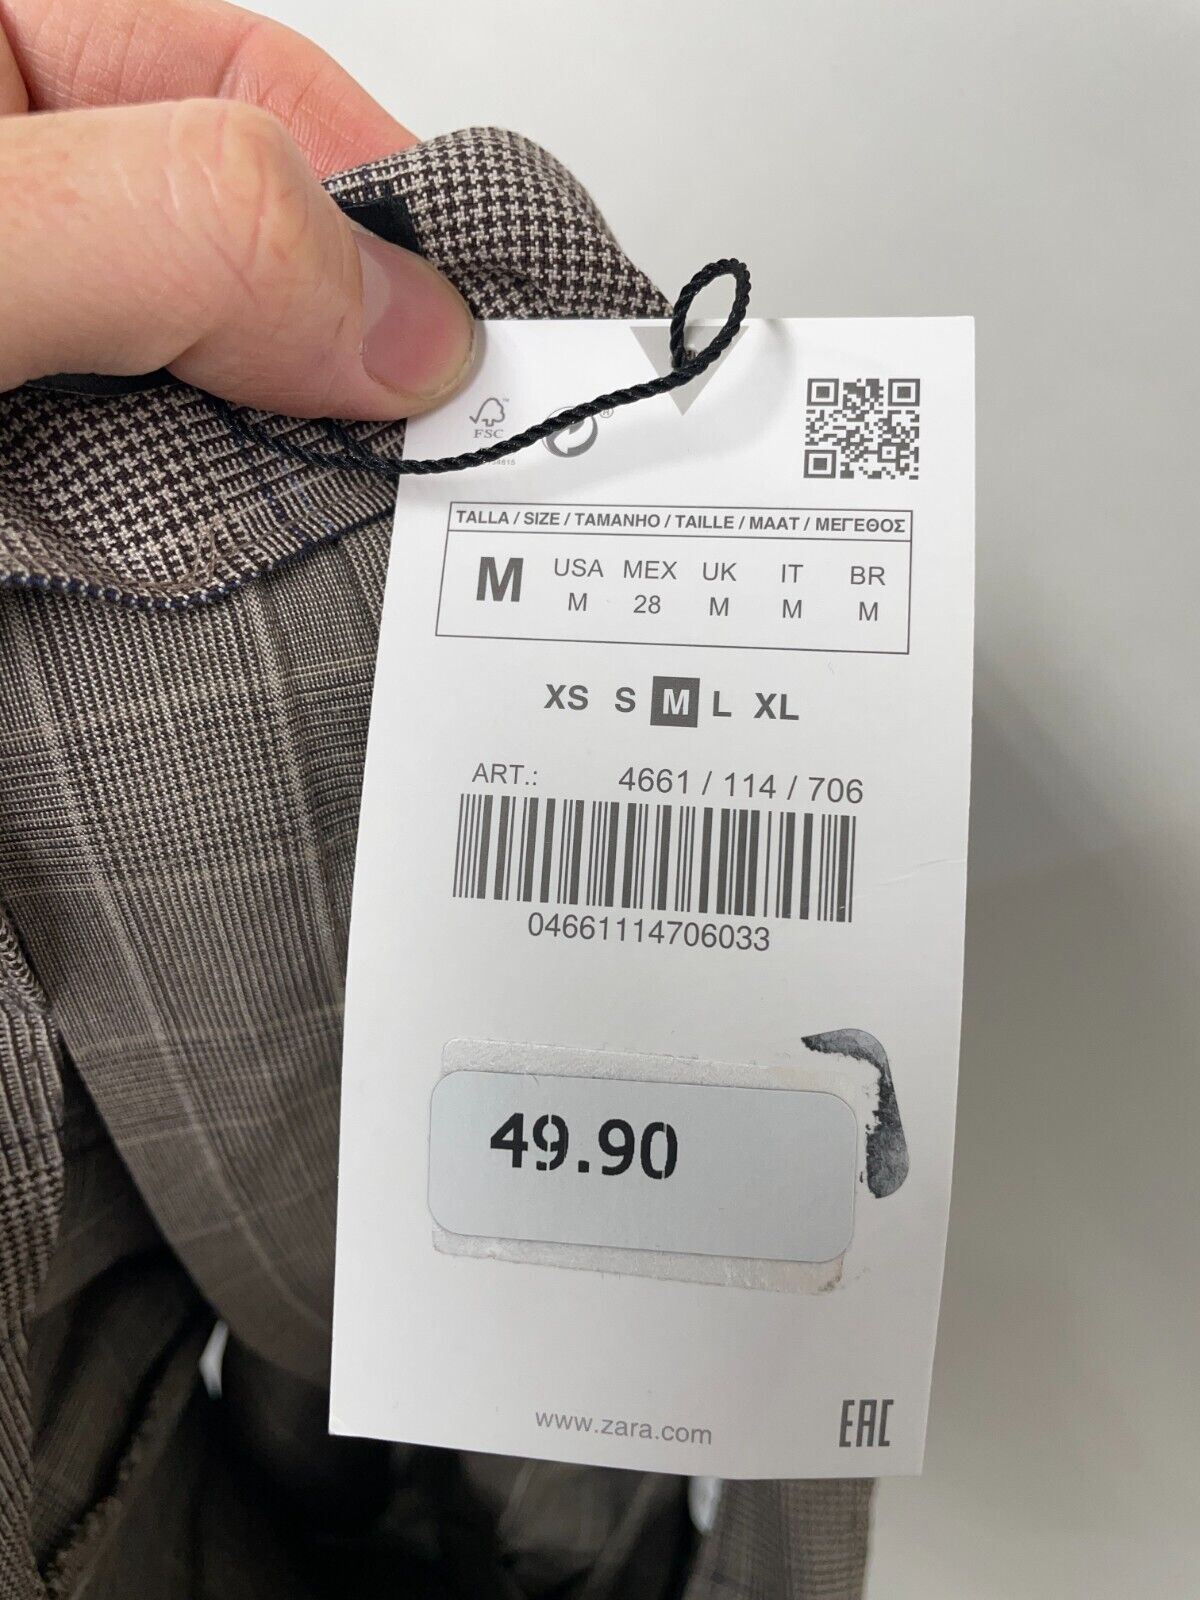 FSC
TALLA / SIZE / TAMANHO / TAILLE / MAAT / ΜΕΓΕΘΟΣ
M USA MEX UK IT BR
M 28 M M M
XS S M L XL
ART.: 4661 / 114 / 706
04661114706033
49.90
www.zara.com
EAC